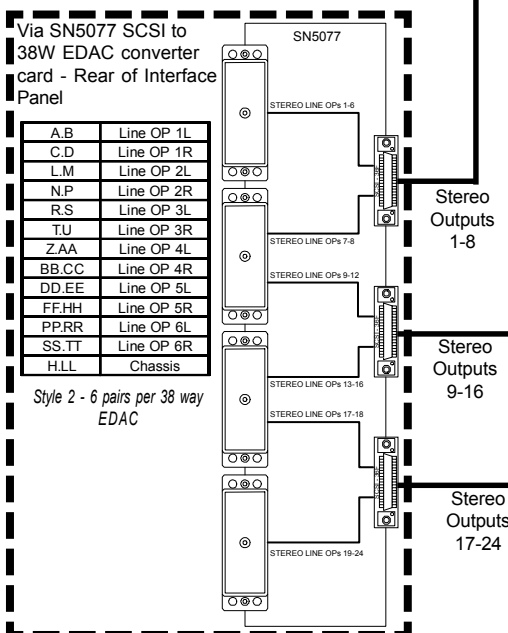 Via SN5077 SCSI to
38W EDAC converter
card - Rear of Interface
Panel
SN5077
A.B Line OP 1L
C.D Line OP 1R
L.M Line OP 2L
N.P Line OP 2R
R.S Line OP 3L
T.U Line OP 3R
Z.AA Line OP 4L
BB.CC Line OP 4R
DD.EE Line OP 5L
FF.HH Line OP 5R
PP.RR Line OP 6L
SS.TT Line OP 6R
H.LL Chassis
Style 2 - 6 pairs per 38 way
EDAC
STEREO LINE OPs 1-6
STEREO LINE OPs 7-8
STEREO LINE OPs 9-12
STEREO LINE OPs 13-16
STEREO LINE OPs 17-18
STEREO LINE OPs 19-24
Stereo
Outputs
1-8
Stereo
Outputs
9-16
Stereo
Outputs
17-24